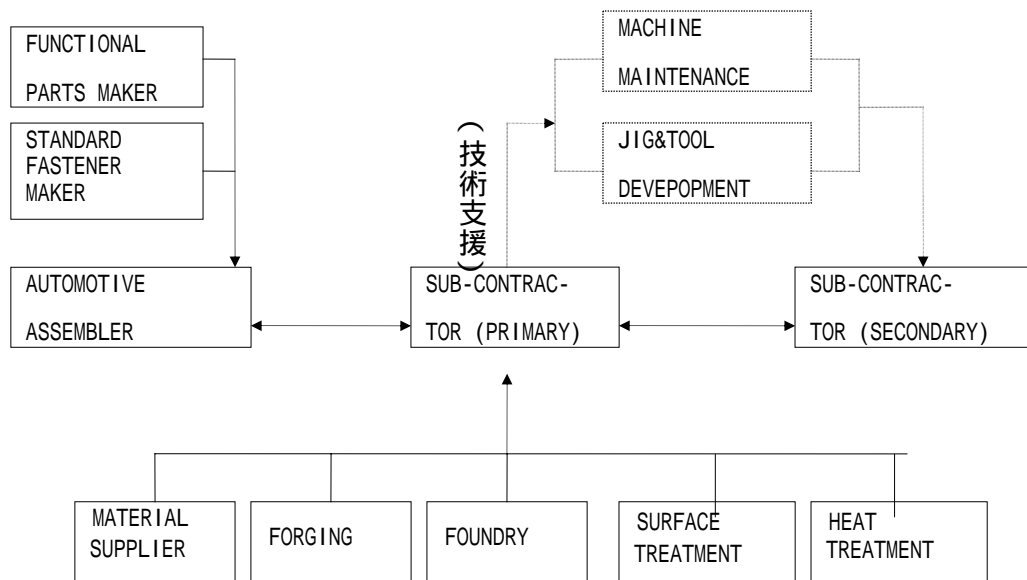 FUNCTIONAL
PARTS MAKER
STANDARD
FASTENER
MAKER
AUTOMOTIVE
ASSEMBLER
(技術支援)
MACHINE
MAINTENANCE
JIG&TOOL
DEVEPOPMENT
SUB-CONTRAC-
TOR (PRIMARY)
SUB-CONTRAC-
TOR (SECONDARY)
MATERIAL
SUPPLIER
FORGING
FOUNDRY
SURFACE
TREATMENT
HEAT
TREATMENT